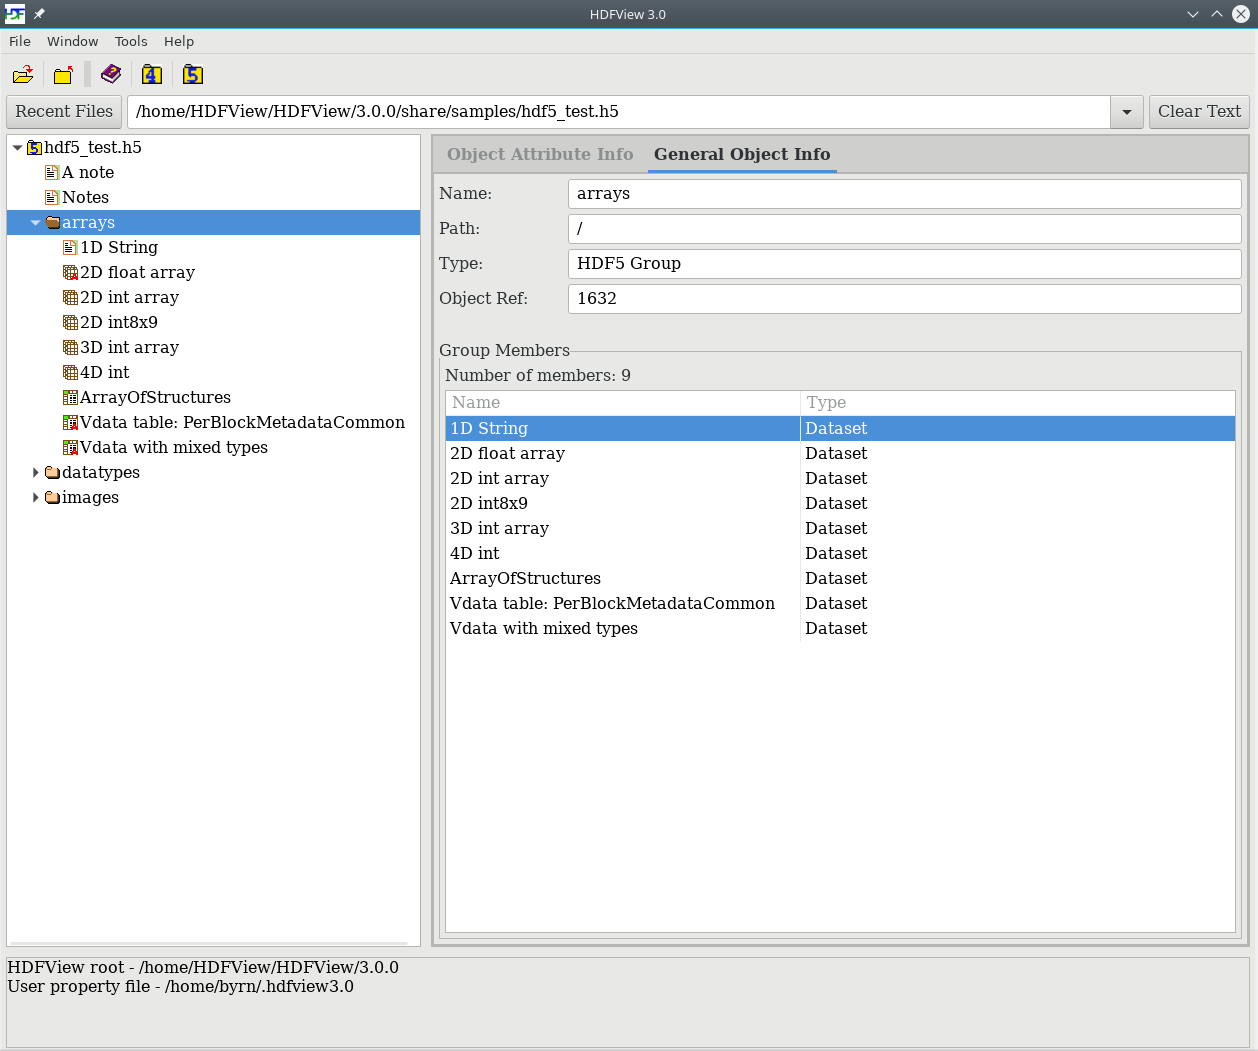 HDFView 3.0
File Window Tools Help
4 5
Recent Files /home/HDFView/HDFView/3.0.0/share/samples/hdf5_test.h5 Clear Text
hdf5_test.h5
A note
Notes
arrays
1D String
2D float array
2D int array
2D int8x9
3D int array
4D int
ArrayOfStructures
Vdata table: PerBlockMetadataCommon
Vdata with mixed types
datatypes
images
Object Attribute Info General Object Info
Name: arrays
Path: /
Type: HDF5 Group
Object Ref: 1632
Group Members
Number of members: 9
Name Type
1D String Dataset
2D float array Dataset
2D int array Dataset
2D int8x9 Dataset
3D int array Dataset
4D int Dataset
ArrayOfStructures Dataset
Vdata table: PerBlockMetadataCommon Dataset
Vdata with mixed types Dataset
HDFView root - /home/HDFView/HDFView/3.0.0
User property file - /home/byrn/.hdfview3.0